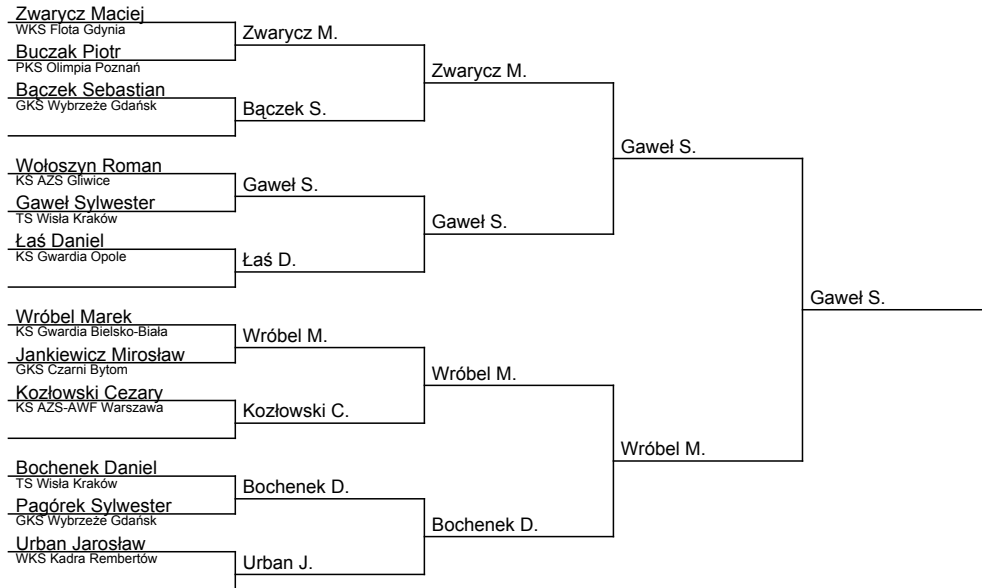 Zwarycz Maciej
WKS Flota Gdynia
Zwarycz M.
Buczak Piotr
PKS Olimpia Poznań
Zwarycz M.
Bączek Sebastian
GKS Wybrzeże Gdańsk
Bączek S.
Gaweł S.
Wołoszyn Roman
KS AZS Gliwice
Gaweł S.
Gaweł Sylwester
TS Wisła Kraków
Gaweł S.
Łaś Daniel
KS Gwardia Opole
Łaś D.
Gaweł S.
Wróbel Marek
KS Gwardia Bielsko-Biała
Wróbel M.
Jankiewicz Mirosław
GKS Czarni Bytom
Wróbel M.
Kozłowski Cezary
KS AZS-AWF Warszawa
Kozłowski C.
Wróbel M.
Bochenek Daniel
TS Wisła Kraków
Bochenek D.
Pagórek Sylwester
GKS Wybrzeże Gdańsk
Bochenek D.
Urban Jarosław
WKS Kadra Rembertów
Urban J.